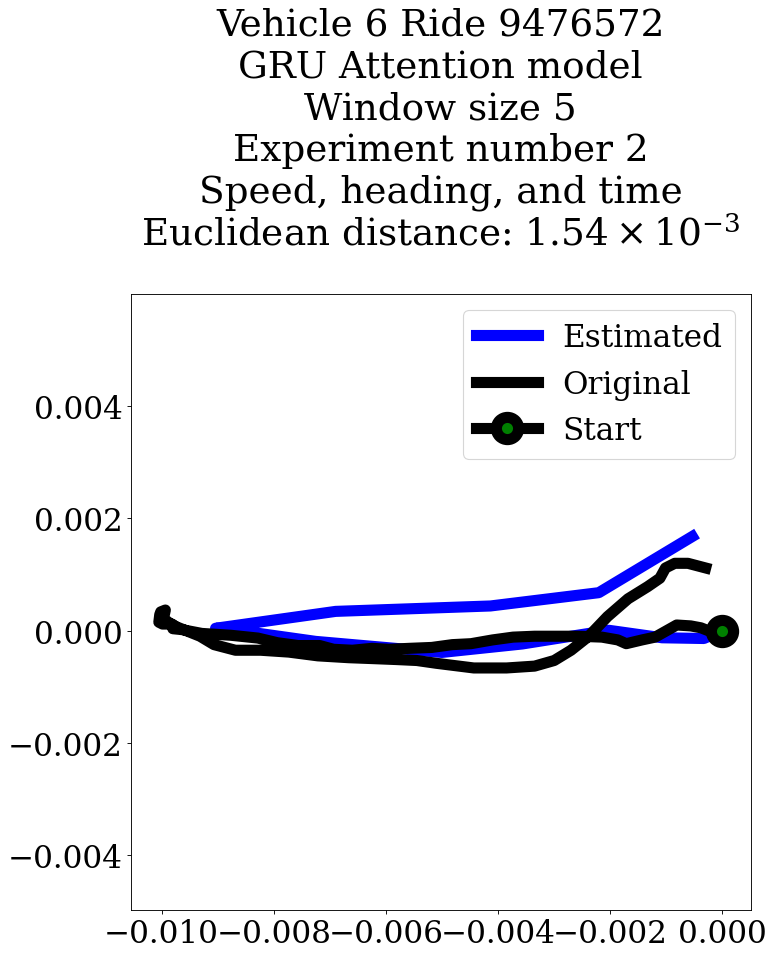 Vehicle 6 Ride 9476572
GRU Attention model
Window size 5
Experiment number 2
Speed, heading, and time
Euclidean distance: 1.54 × 10⁻³
Estimated
Original
Start
0.004
0.002
0.000
−0.002
−0.004
−0.010 −0.008 −0.006 −0.004 −0.002 0.000